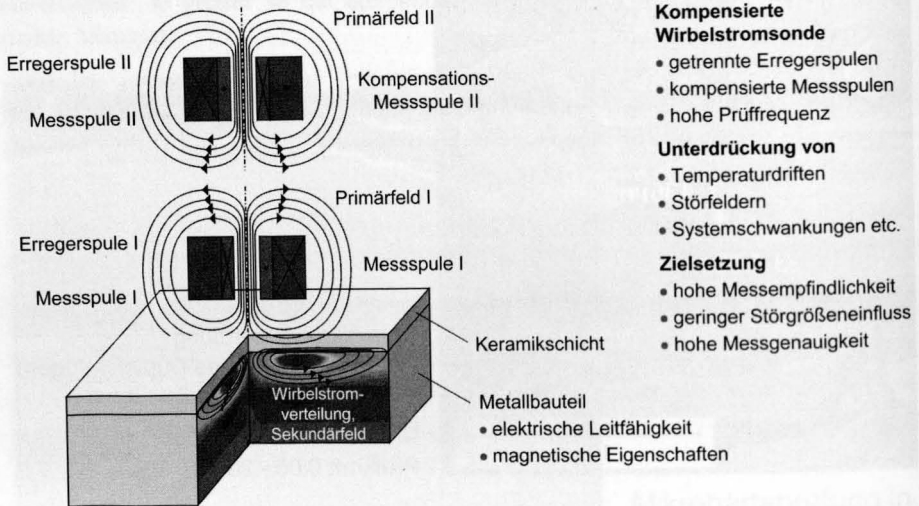 Primärfeld II
Erregerspule II
Kompensations-
Messspule II
Messspule II
Primärfeld I
Erregerspule I
Messspule I
Messspule I
Keramikschicht
Wirbelstrom-
verteilung,
Sekundärfeld
Metallbauteil
• elektrische Leitfähigkeit
• magnetische Eigenschaften
Kompensierte
Wirbelstromsonde
• getrennte Erregerspulen
• kompensierte Messspulen
• hohe Prüffrequenz
Unterdrückung von
• Temperaturdriften
• Störfeldern
• Systemschwankungen etc.
Zielsetzung
• hohe Messempfindlichkeit
• geringer Störgrößeneinfluss
• hohe Messgenauigkeit